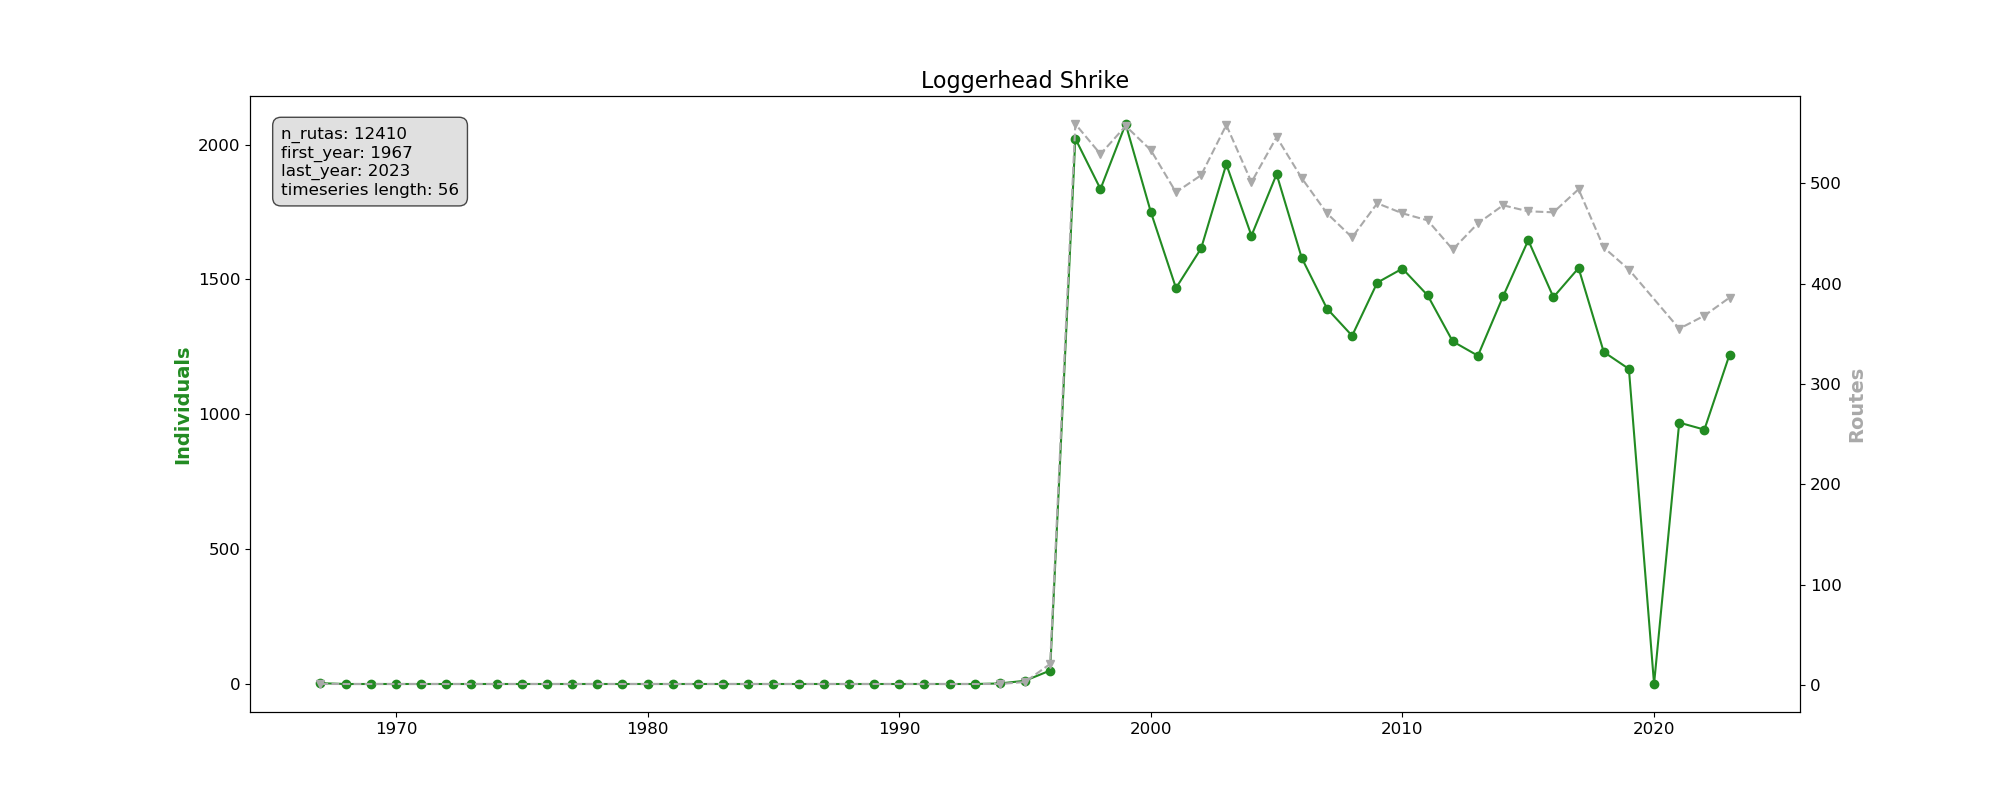 Loggerhead Shrike
n_rutas: 12410
first_year: 1967
last_year: 2023
timeseries length: 56
2000
1500
1000
500
0
Individuals
500
400
300
200
100
0
Routes
1970
1980
1990
2000
2010
2020